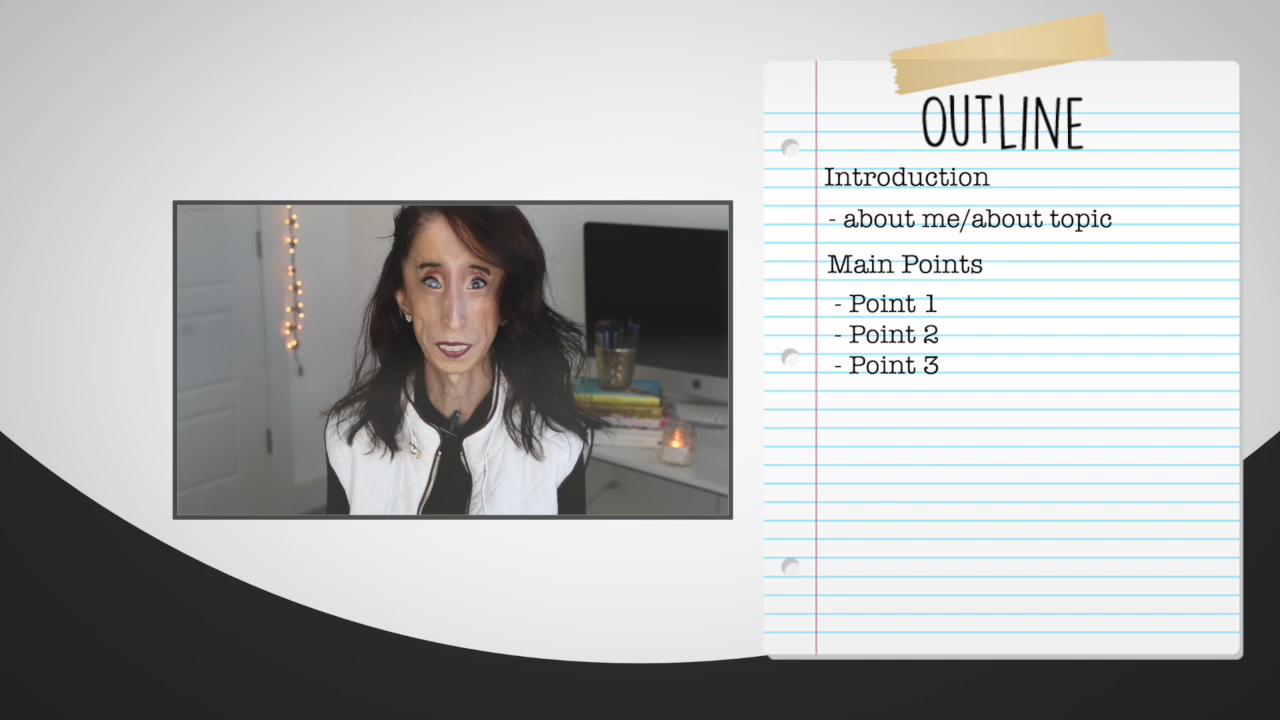 OUTLINE
Introduction
- about me/about topic
Main Points
- Point 1
- Point 2
- Point 3